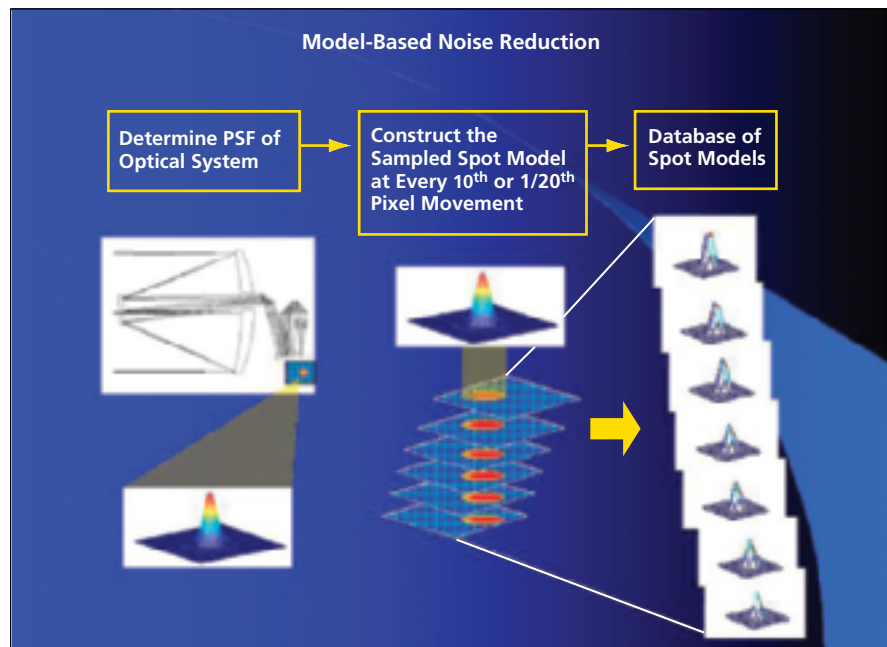 Model-Based Noise Reduction
Determine PSF of
Optical System
Construct the
Sampled Spot Model
at Every 10th or 1/20th
Pixel Movement
Database of
Spot Models